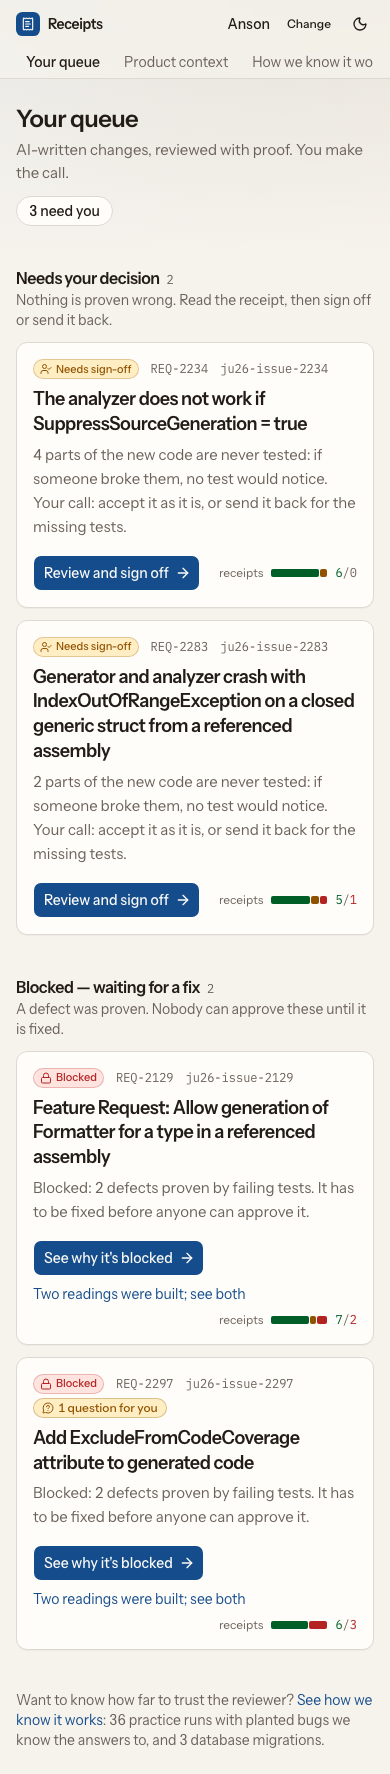 Receipts
Anson Change
Your queue Product context How we know it wo
Your queue
AI-written changes, reviewed with proof. You make
the call.
3 need you
Needs your decision 2
Nothing is proven wrong. Read the receipt, then sign off
or send it back.
Needs sign-off REQ-2234 ju26-issue-2234
The analyzer does not work if
SuppressSourceGeneration = true
4 parts of the new code are never tested: if
someone broke them, no test would notice.
Your call: accept it as it is, or send it back for the
missing tests.
Review and sign off → receipts 6/0
Needs sign-off REQ-2283 ju26-issue-2283
Generator and analyzer crash with
IndexOutOfRangeException on a closed
generic struct from a referenced
assembly
2 parts of the new code are never tested: if
someone broke them, no test would notice.
Your call: accept it as it is, or send it back for the
missing tests.
Review and sign off → receipts 5/1
Blocked — waiting for a fix 2
A defect was proven. Nobody can approve these until it
is fixed.
Blocked REQ-2129 ju26-issue-2129
Feature Request: Allow generation of
Formatter for a type in a referenced
assembly
Blocked: 2 defects proven by failing tests. It has
to be fixed before anyone can approve it.
See why it's blocked →
Two readings were built; see both
receipts 7/2
Blocked REQ-2297 ju26-issue-2297
1 question for you
Add ExcludeFromCodeCoverage
attribute to generated code
Blocked: 2 defects proven by failing tests. It has
to be fixed before anyone can approve it.
See why it's blocked →
Two readings were built; see both
receipts 6/3
Want to know how far to trust the reviewer? See how we
know it works: 36 practice runs with planted bugs we
know the answers to, and 3 database migrations.